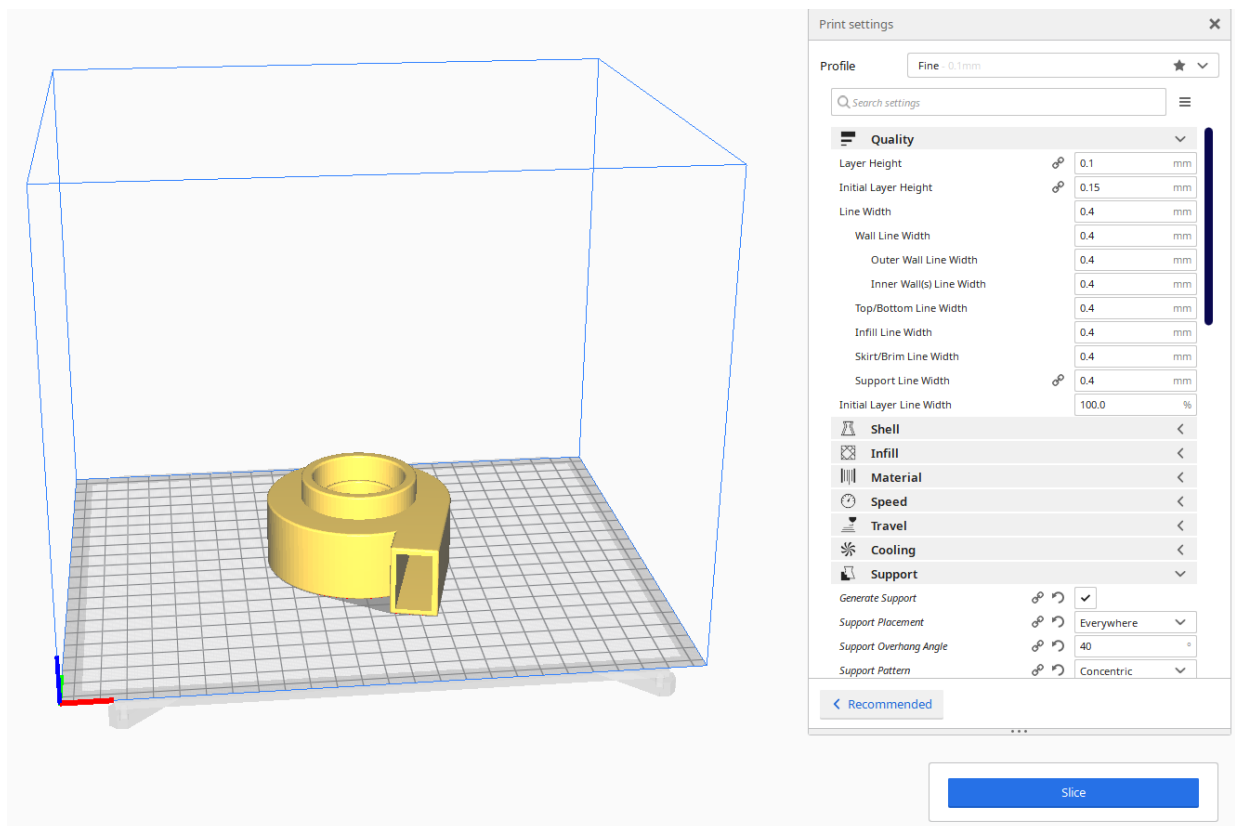 Print settings
Profile Fine - 0.1mm
Search settings
Quality
Layer Height 0.1 mm
Initial Layer Height 0.15 mm
Line Width 0.4 mm
Wall Line Width 0.4 mm
Outer Wall Line Width 0.4 mm
Inner Wall(s) Line Width 0.4 mm
Top/Bottom Line Width 0.4 mm
Infill Line Width 0.4 mm
Skirt/Brim Line Width 0.4 mm
Support Line Width 0.4 mm
Initial Layer Line Width 100.0 %
Shell
Infill
Material
Speed
Travel
Cooling
Support
Generate Support
Support Placement Everywhere
Support Overhang Angle 40 °
Support Pattern Concentric
Recommended
Slice